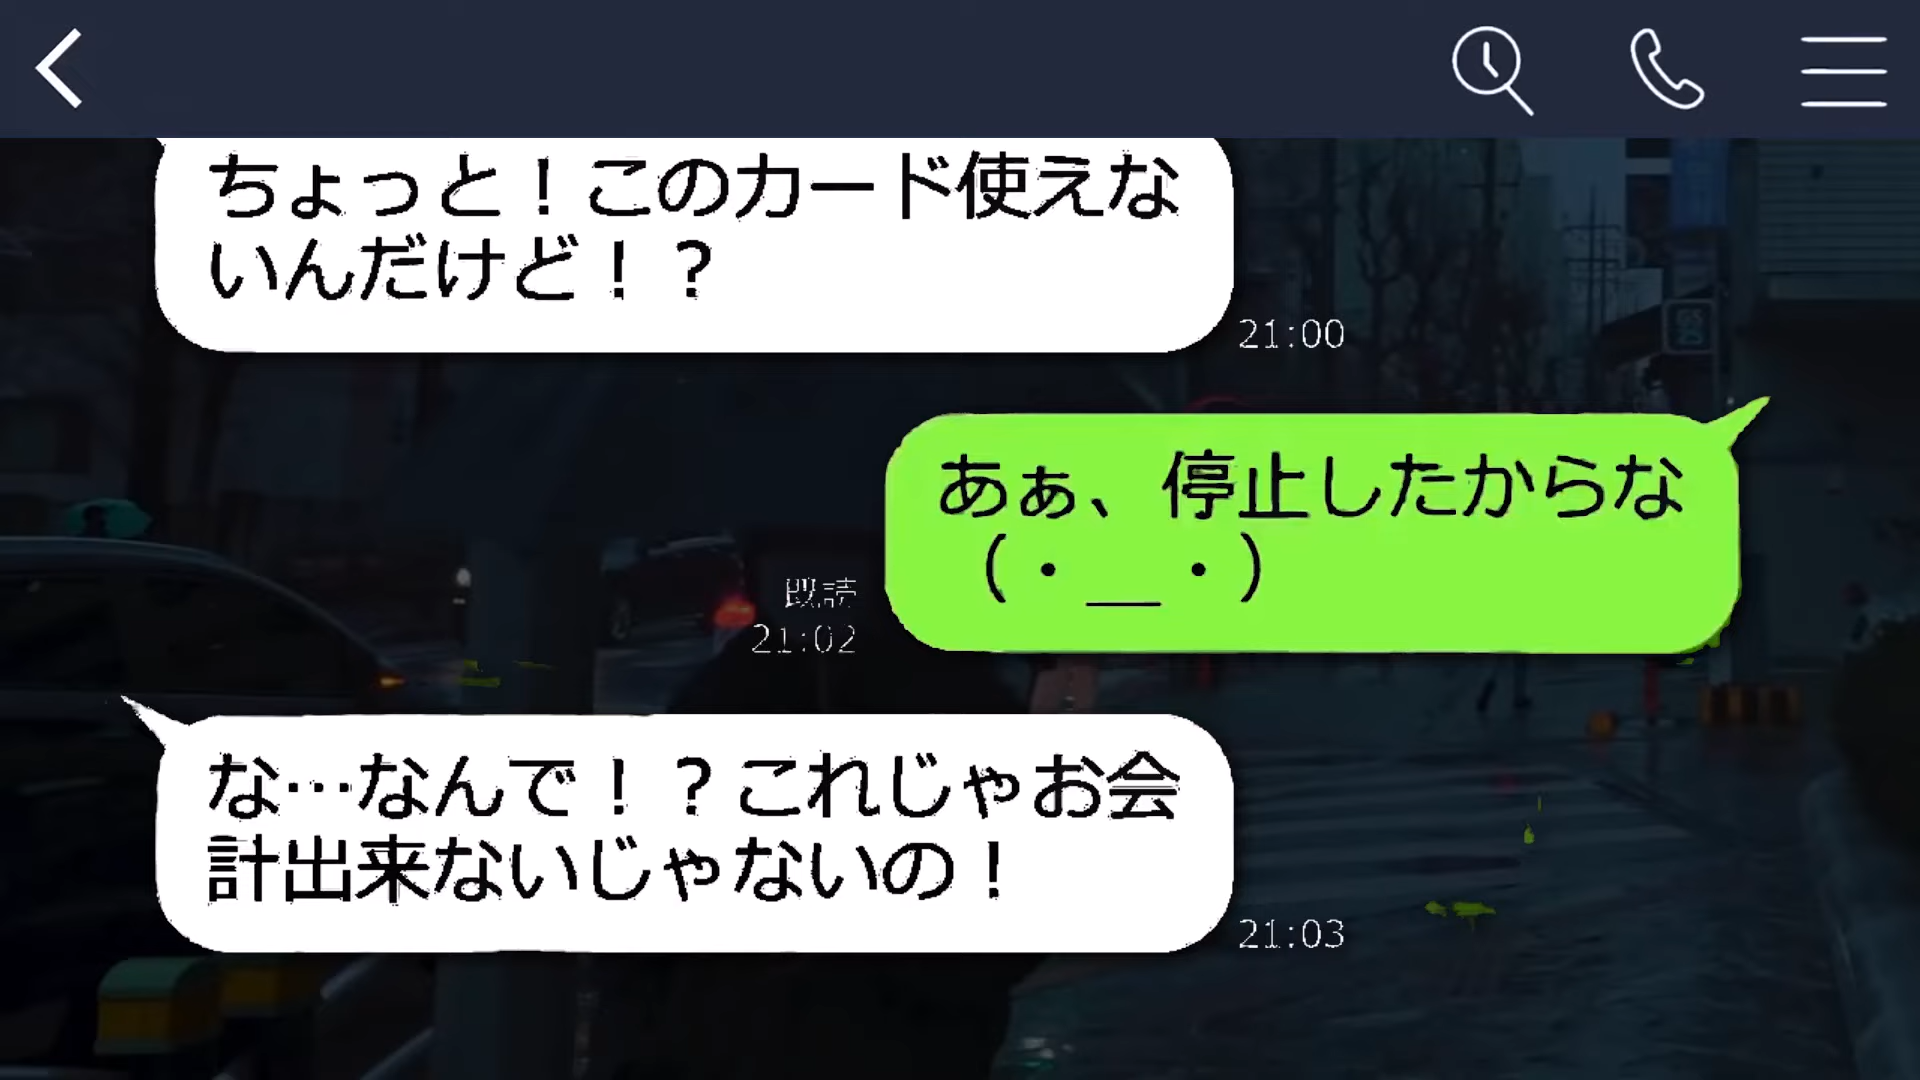 ちょっと！このカード使えな
いんだけど！？
21:00
あぁ、停止したからな
（・＿・）
既読
21:02
な…なんで！？これじゃお会
計出来ないじゃないの！
21:03